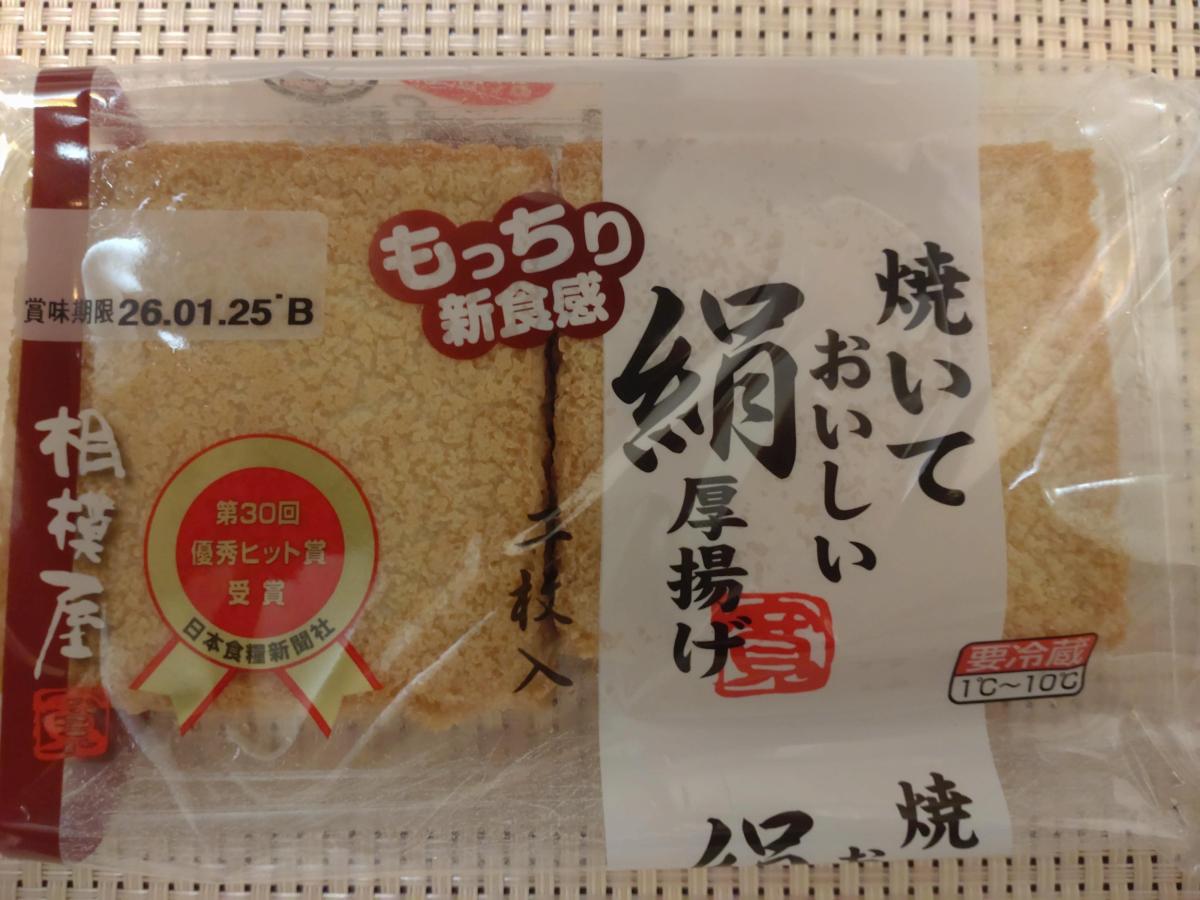 焼いて
おいしい
絹
厚揚げ
もっちり
新食感
二枚入
賞味期限 26.01.25 B
相模屋
第30回
優秀ヒット賞
受賞
日本食糧新聞社
要冷蔵
1℃～10℃
焼
絹